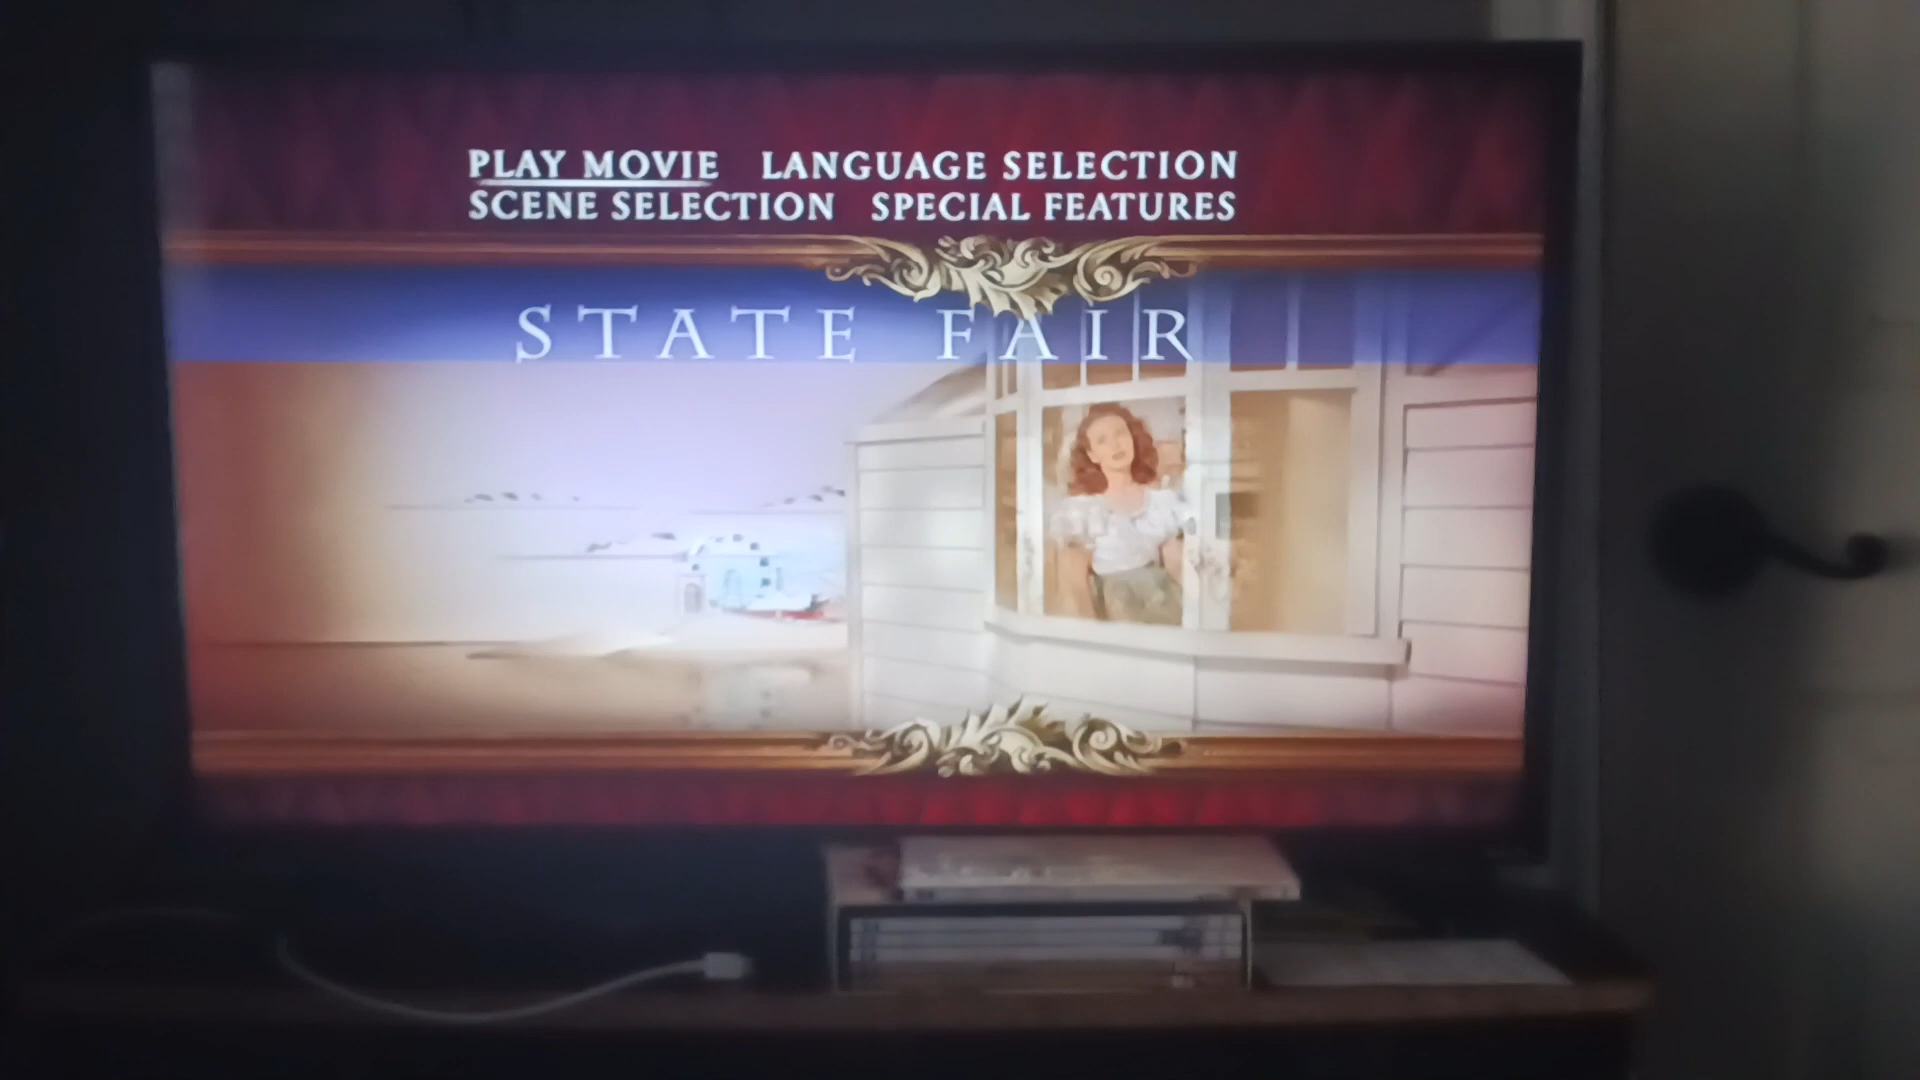 PLAY MOVIE LANGUAGE SELECTION
SCENE SELECTION SPECIAL FEATURES
STATE FAIR